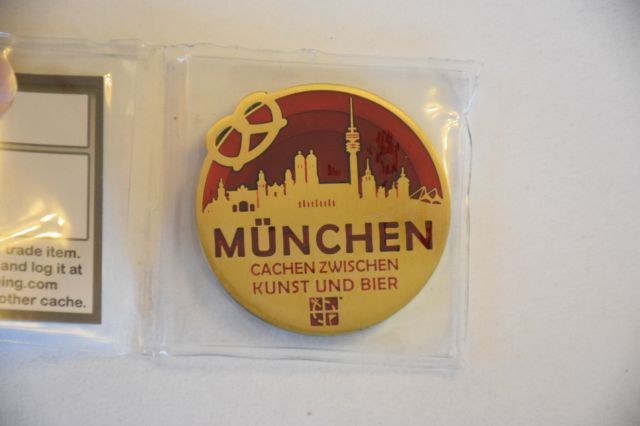 trade item.
and log it at
ing.com
other cache.
MÜNCHEN
CACHEN ZWISCHEN
KUNST UND BIER